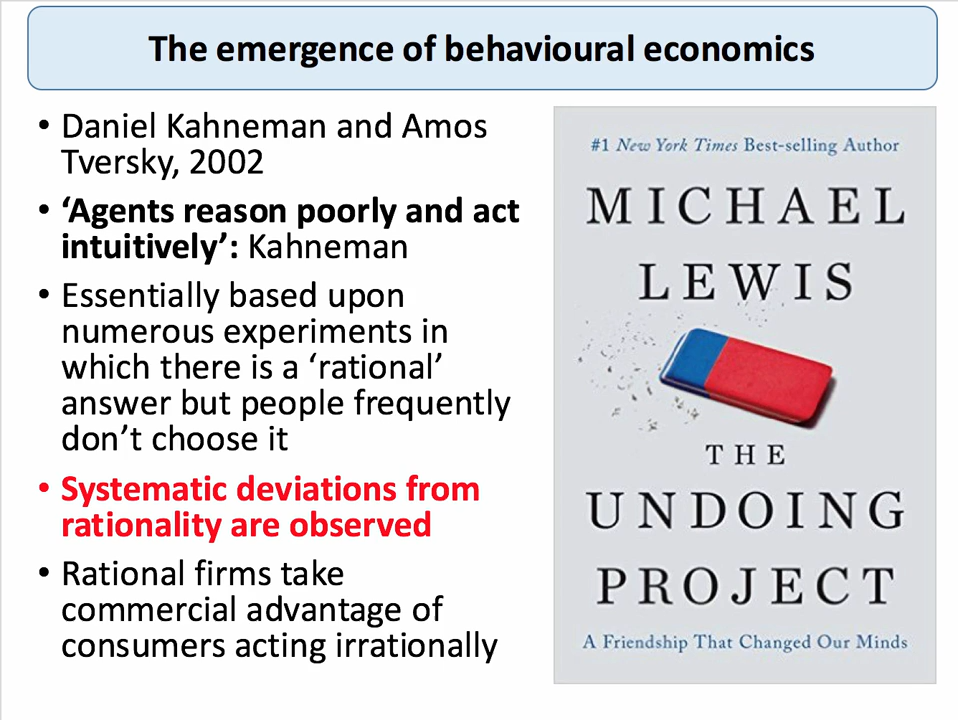 The emergence of behavioural economics
• Daniel Kahneman and Amos
Tversky, 2002
• ‘Agents reason poorly and act
intuitively’: Kahneman
• Essentially based upon
numerous experiments in
which there is a ‘rational’
answer but people frequently
don’t choose it
• Systematic deviations from
rationality are observed
• Rational firms take
commercial advantage of
consumers acting irrationally
#1 New York Times Best-selling Author
MICHAEL
LEWIS
THE
UNDOING
PROJECT
A Friendship That Changed Our Minds